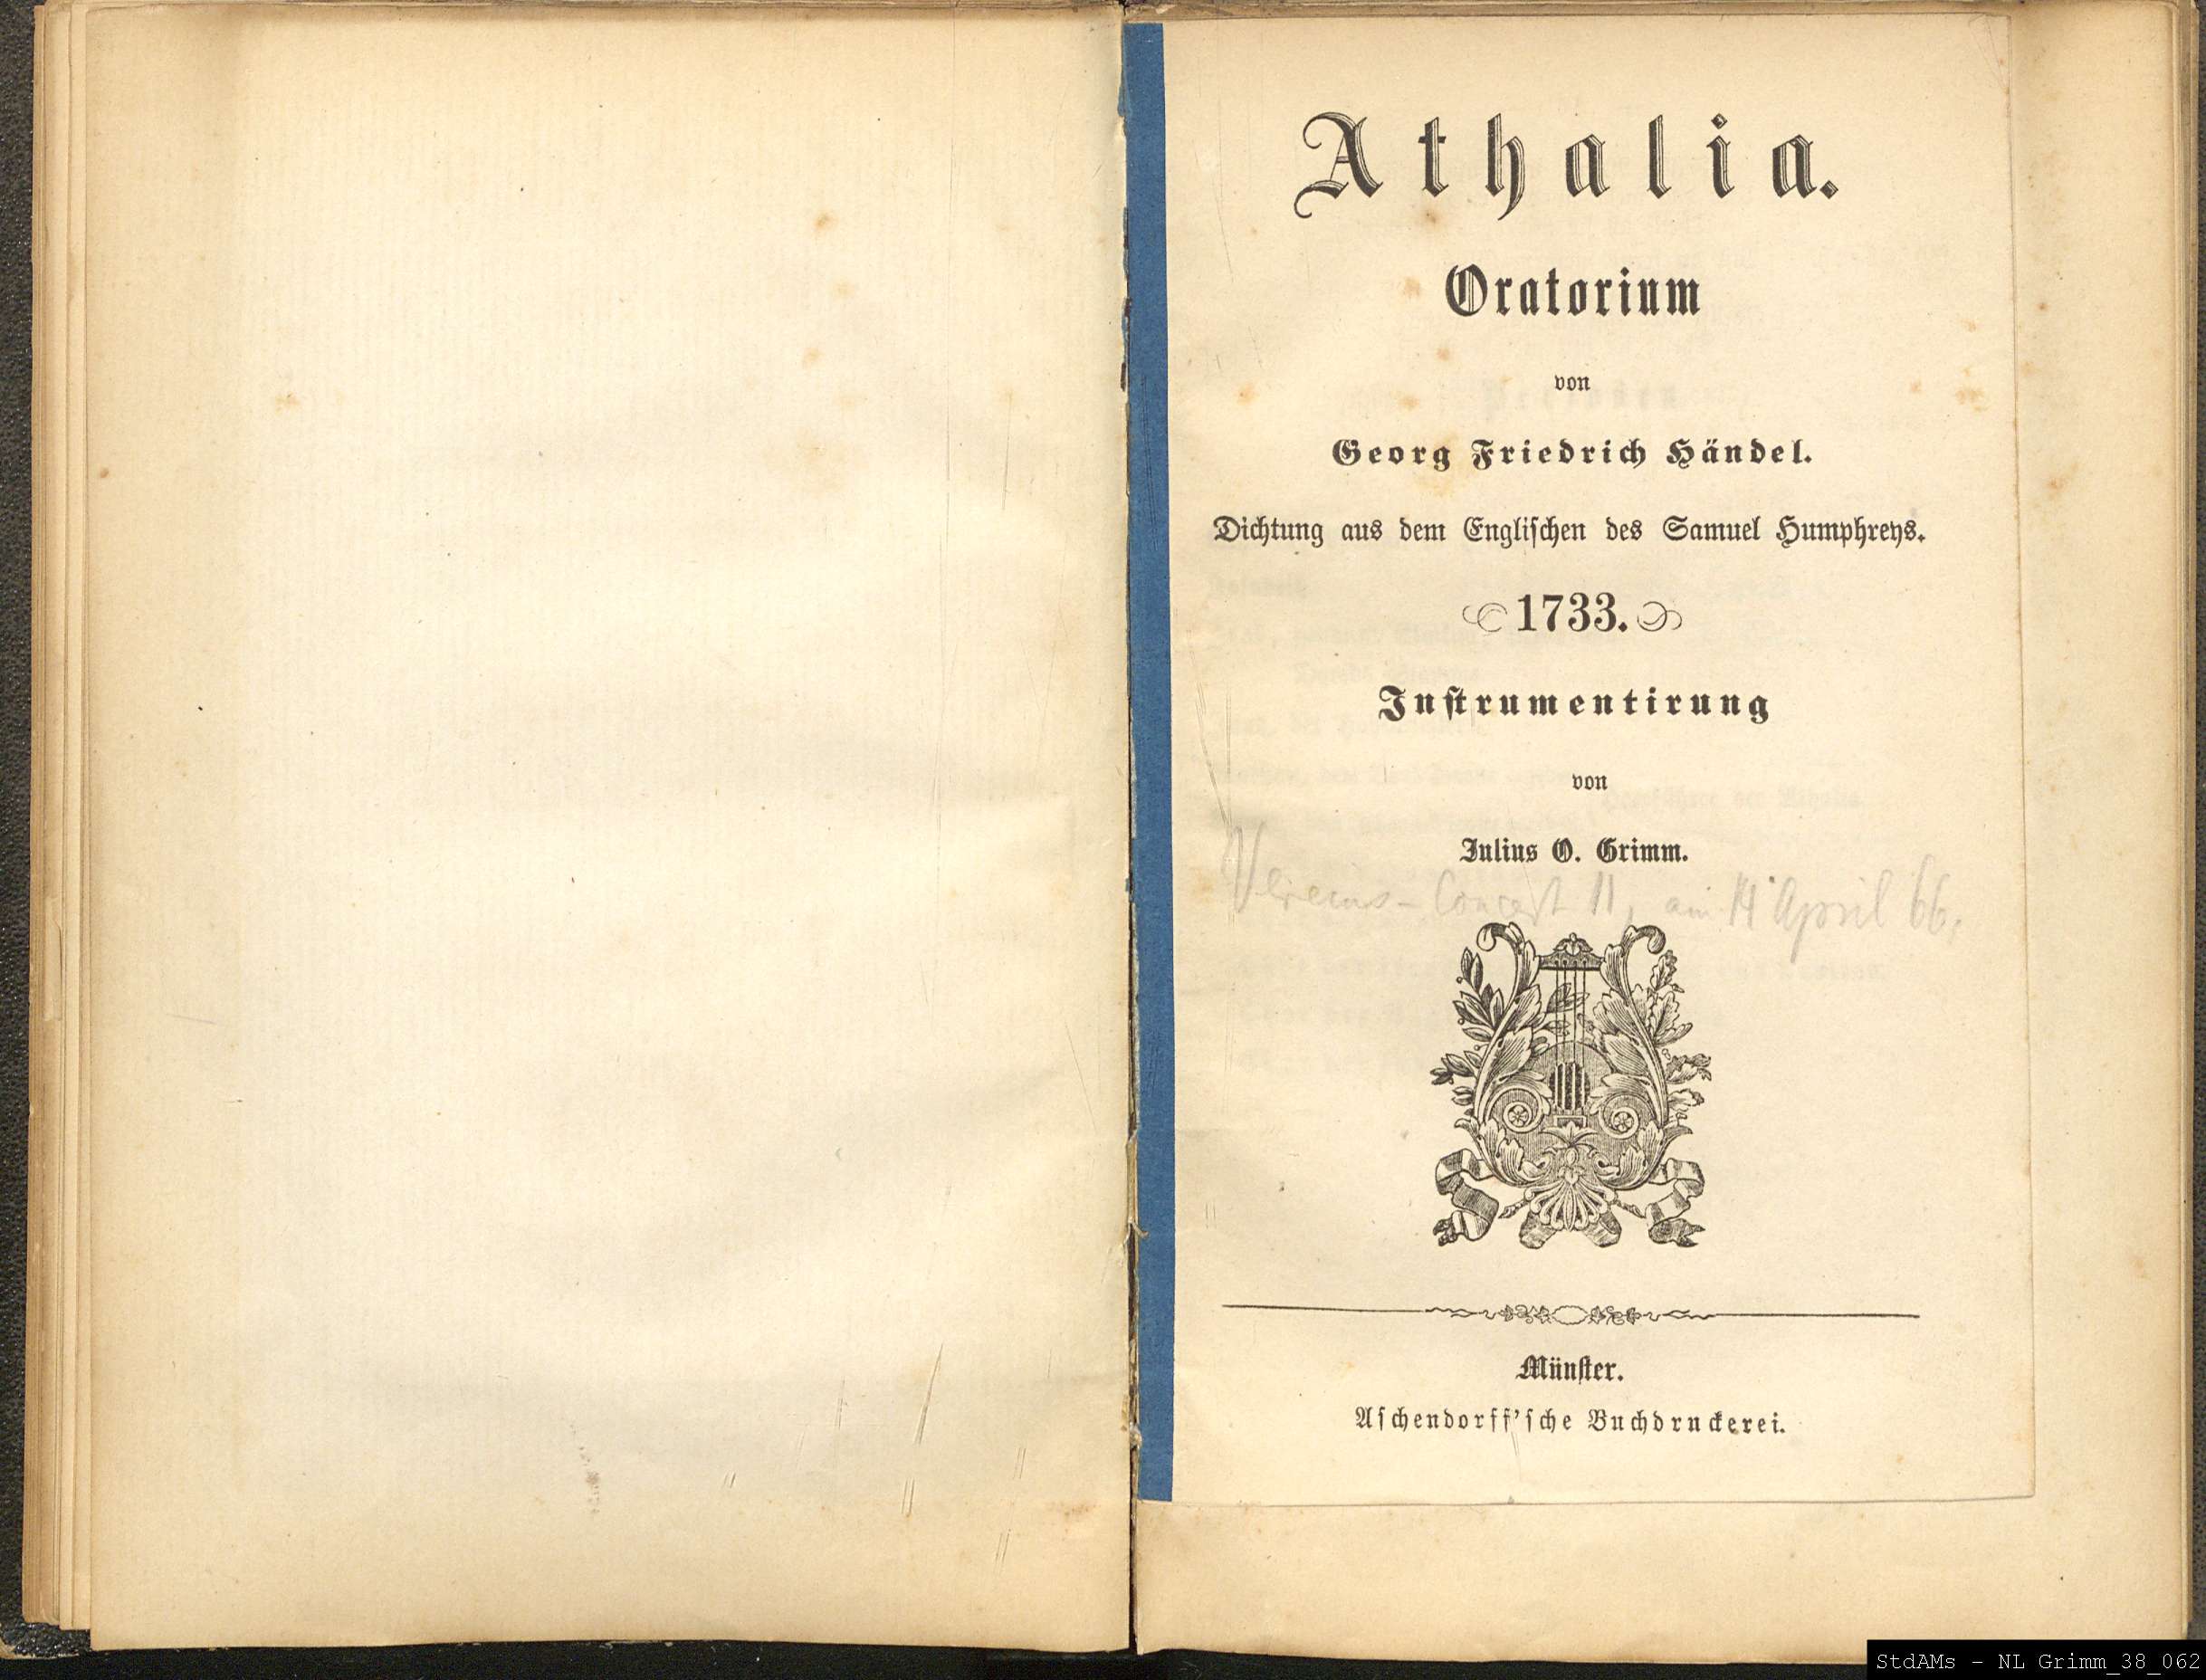 Athalia.
Oratorium
von
Georg Friedrich Händel.
Dichtung aus dem Englischen des Samuel Humphreys.
1733.
Instrumentirung
von
Julius O. Grimm.
Vereins-Concert 11, am 14 April 66.
Münster.
Aschendorff'sche Buchdruckerei.
StdAMs - NL Grimm_38_062